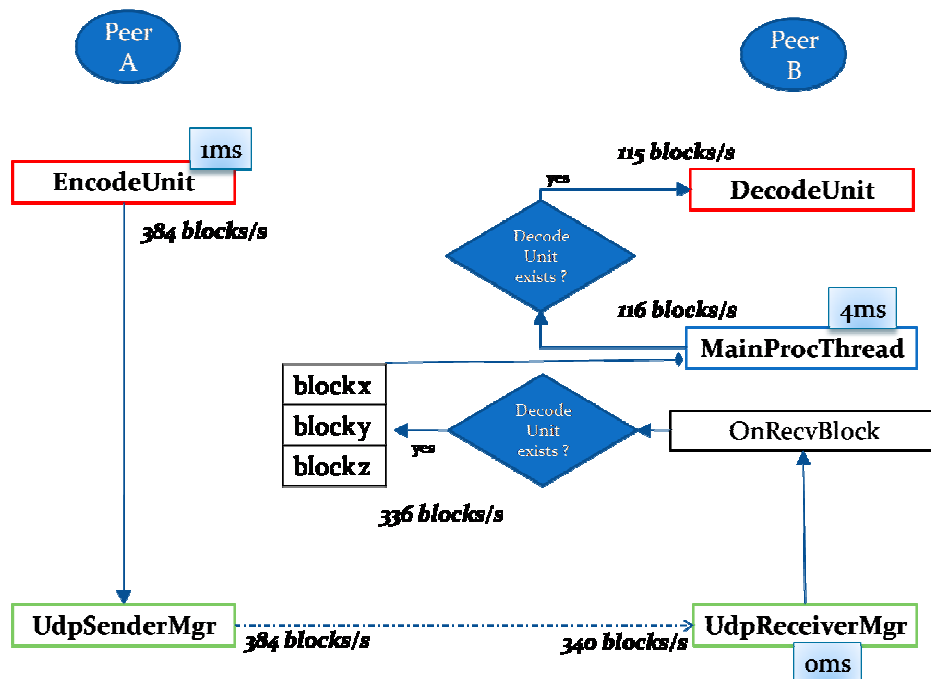 Peer
A
Peer
B
1ms
EncodeUnit
384 blocks/s
115 blocks/s
yes
DecodeUnit
Decode
Unit
exists ?
116 blocks/s
4ms
MainProcThread
blockx
blocky
blockz
yes
Decode
Unit
exists ?
OnRecvBlock
336 blocks/s
UdpSenderMgr
384 blocks/s
340 blocks/s
UdpReceiverMgr
0ms